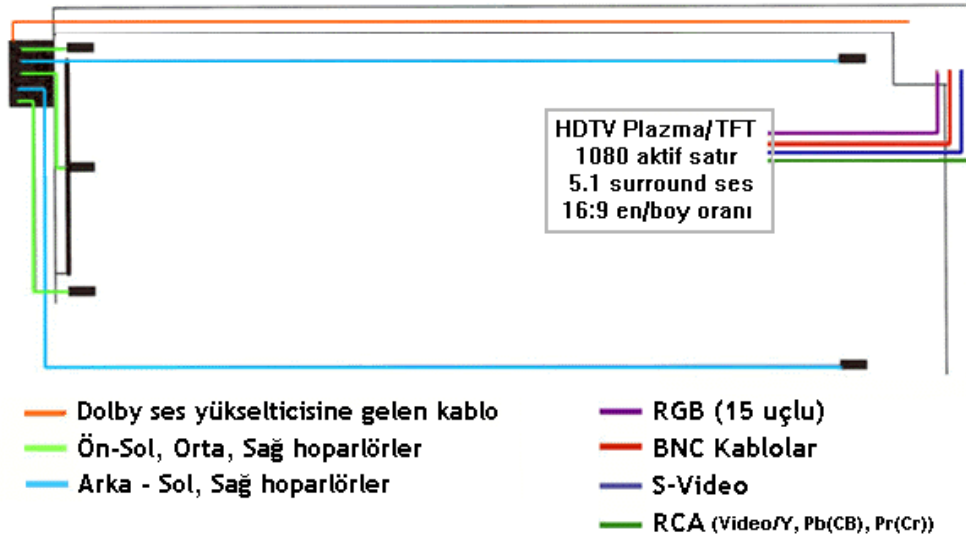 HDTV Plazma/TFT
1080 aktif satır
5.1 surround ses
16:9 en/boy oranı
Dolby ses yükselticisine gelen kablo
Ön-Sol, Orta, Sağ hoparlörler
Arka - Sol, Sağ hoparlörler
RGB (15 uçlu)
BNC Kablolar
S-Video
RCA (Video/Y, Pb(CB), Pr(Cr))